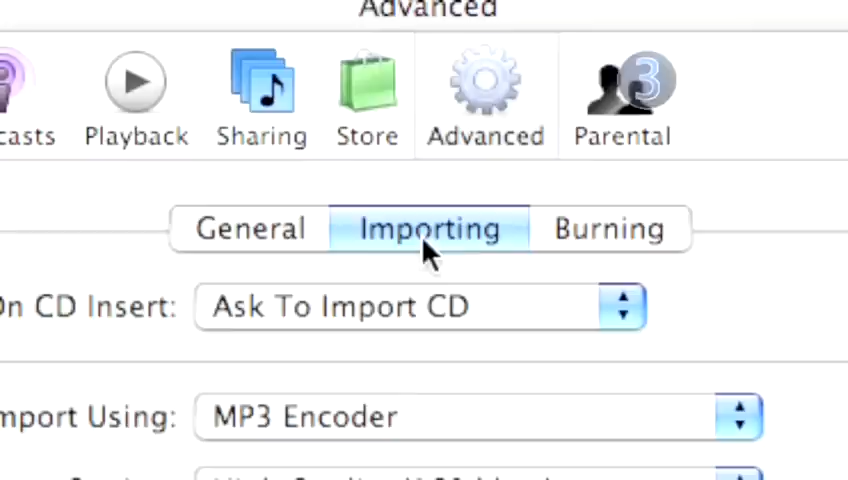 Advanced
casts Playback Sharing Store Advanced Parental
3
General Importing Burning
On CD Insert: Ask To Import CD
mport Using: MP3 Encoder